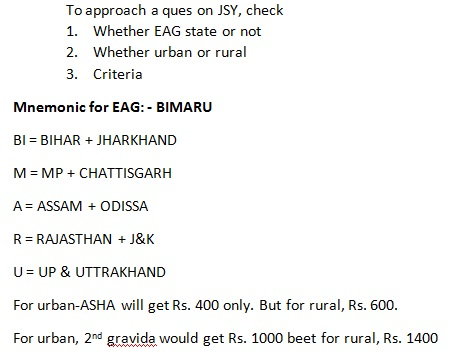 To approach a ques on JSY, check
1. Whether EAG state or not
2. Whether urban or rural
3. Criteria
Mnemonic for EAG: - BIMARU
BI = BIHAR + JHARKHAND
M = MP + CHATTISGARH
A = ASSAM + ODISSA
R = RAJASTHAN + J&K
U = UP & UTTRAKHAND
For urban-ASHA will get Rs. 400 only. But for rural, Rs. 600.
For urban, 2nd gravida would get Rs. 1000 beet for rural, Rs. 1400